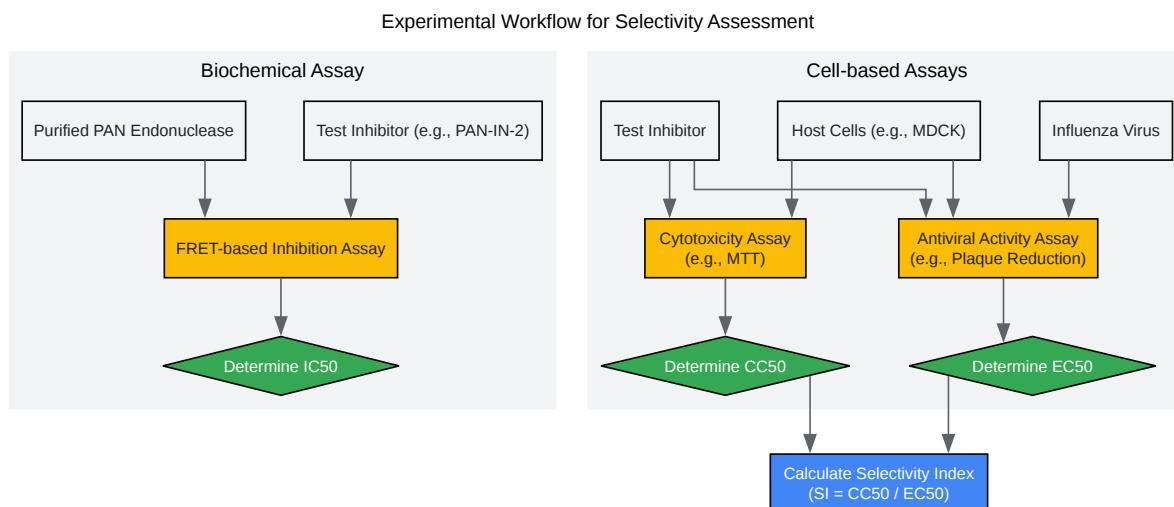 Experimental Workflow for Selectivity Assessment
Biochemical Assay
Purified PAN Endonuclease
Test Inhibitor (e.g., PAN-IN-2)
FRET-based Inhibition Assay
Determine IC50
Cell-based Assays
Test Inhibitor
Host Cells (e.g., MDCK)
Influenza Virus
Cytotoxicity Assay
(e.g., MTT)
Antiviral Activity Assay
(e.g., Plaque Reduction)
Determine CC50
Determine EC50
Calculate Selectivity Index
(SI = CC50 / EC50)